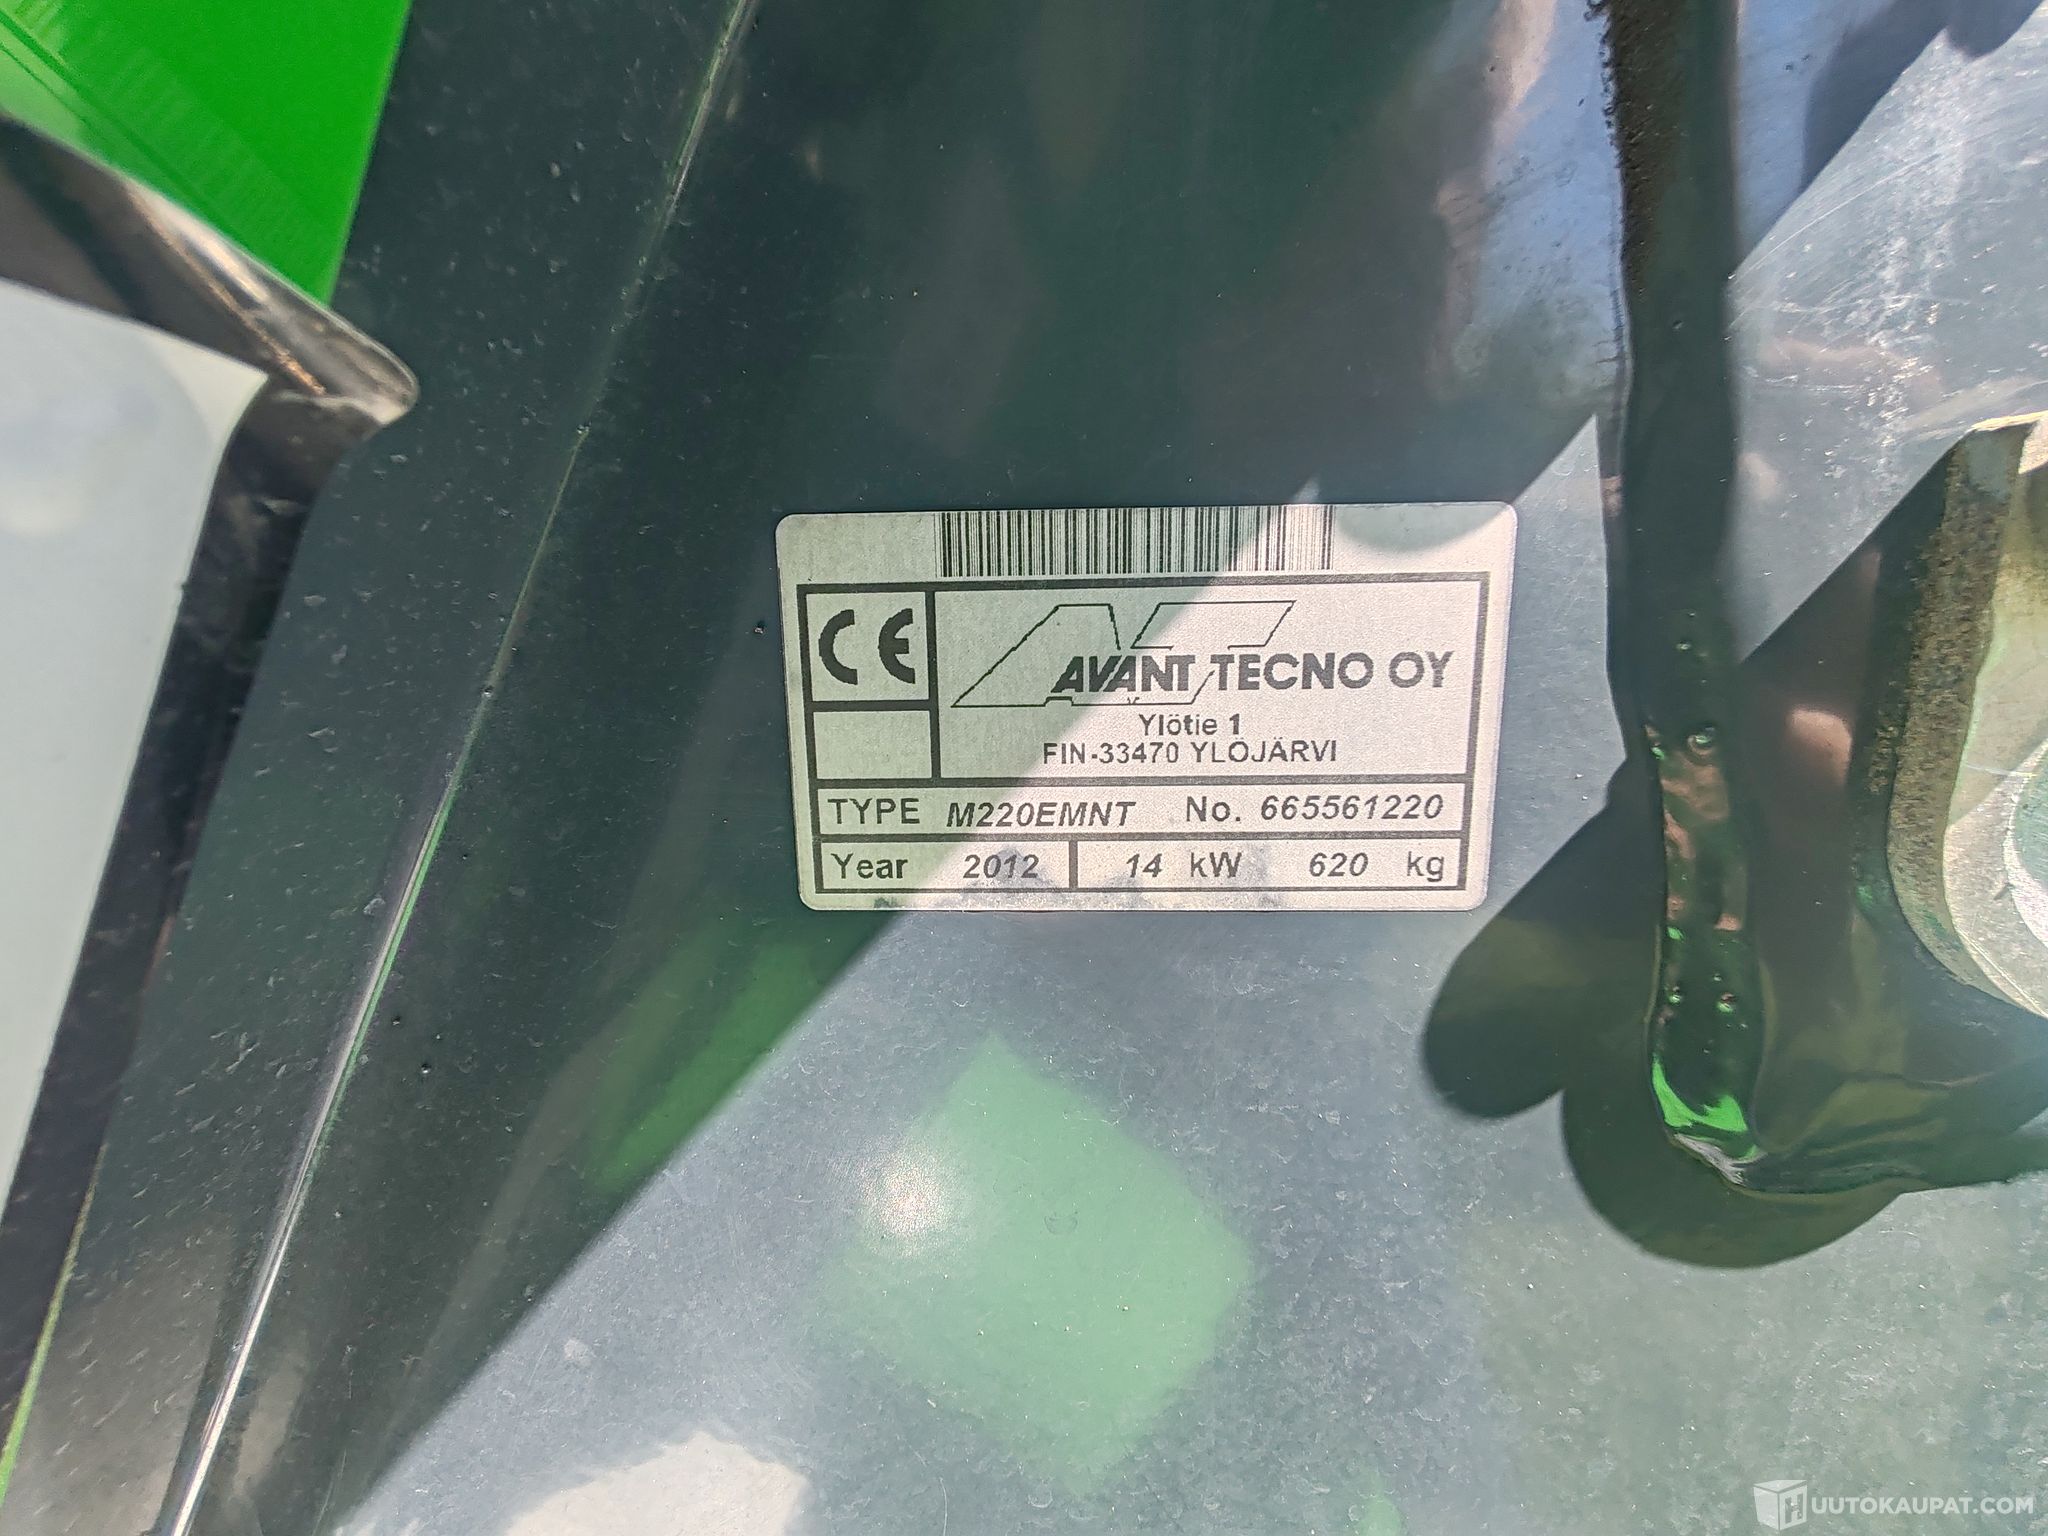 CE
AVANT TECNO OY
Ylötie 1
FIN-33470 YLÖJÄRVI
TYPE M220EMNT No. 665561220
Year 2012 14 kW 620 kg
HUUTOKAUPAT.COM